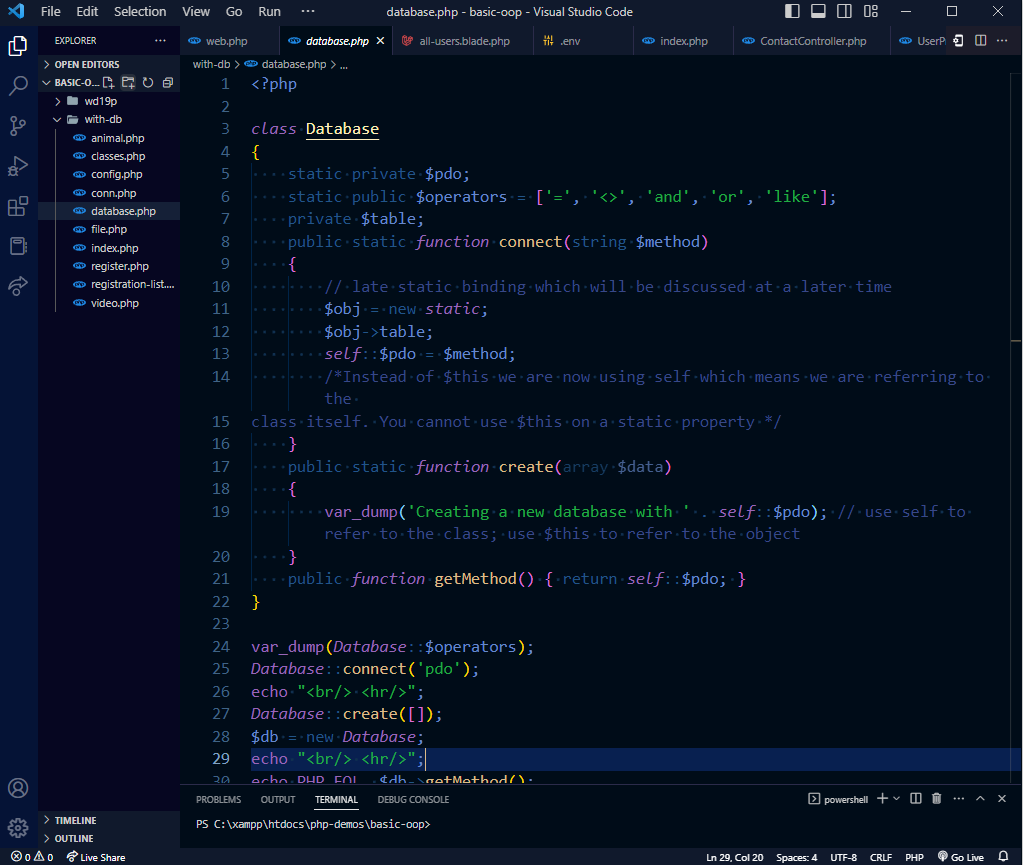 File Edit Selection View Go Run ··· database.php - basic-oop - Visual Studio Code
EXPLORER ···
web.php database.php all-users.blade.php .env index.php ContactController.php UserP ···
OPEN EDITORS
BASIC-O...
wd19p
with-db
animal.php
classes.php
config.php
conn.php
database.php
file.php
index.php
register.php
registration-list....
video.php
TIMELINE
OUTLINE
with-db > database.php > ...
1 <?php
2
3 class Database
4 {
5 static private $pdo;
6 static public $operators = ['=', '<>', 'and', 'or', 'like'];
7 private $table;
8 public static function connect(string $method)
9 {
10 // late static binding which will be discussed at a later time
11 $obj = new static;
12 $obj->table;
13 self::$pdo = $method;
14 /*Instead of $this we are now using self which means we are referring to
the
15 class itself. You cannot use $this on a static property */
16 }
17 public static function create(array $data)
18 {
19 var_dump('Creating a new database with ' . self::$pdo); // use self to
refer to the class; use $this to refer to the object
20 }
21 public function getMethod() { return self::$pdo; }
22 }
23
24 var_dump(Database::$operators);
25 Database::connect('pdo');
26 echo "<br/> <hr/>";
27 Database::create([]);
28 $db = new Database;
29 echo "<br/> <hr/>";
30 echo PHP_EOL . $db->getMethod();
PROBLEMS OUTPUT TERMINAL DEBUG CONSOLE powershell ···
PS C:\xampp\htdocs\php-demos\basic-oop>
0 0 Live Share Ln 29, Col 20 Spaces: 4 UTF-8 CRLF PHP Go Live